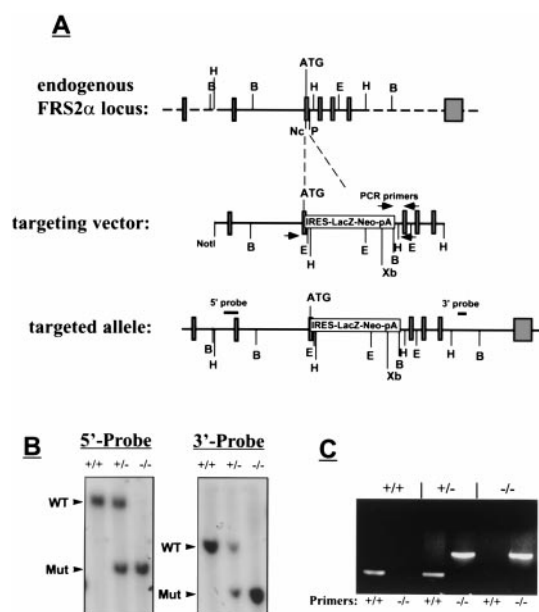 A
ATG
endogenous
H
B B H E H B
FRS2α locus:
Nc P
ATG
PCR primers
IRES-LacZ-Neo-pA
targeting vector:
NotI B E H E B H E H
Xb
5' probe 3' probe
ATG
targeted allele:
IRES-LacZ-Neo-pA
B H B E H E B H E H B
Xb
B 5’-Probe 3’-Probe C
+/+ +/- -/- +/+ +/- -/-
+/+ +/- -/-
WT
WT
Mut
Mut
Primers: +/+ -/- +/+ -/- +/+ -/-